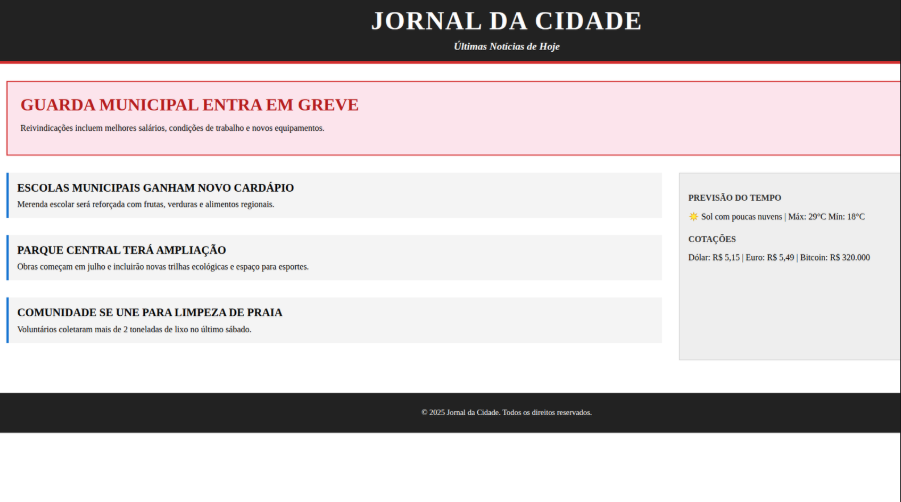 JORNAL DA CIDADE
Últimas Notícias de Hoje
GUARDA MUNICIPAL ENTRA EM GREVE
Reivindicações incluem melhores salários, condições de trabalho e novos equipamentos.
ESCOLAS MUNICIPAIS GANHAM NOVO CARDÁPIO
Merenda escolar será reforçada com frutas, verduras e alimentos regionais.
PARQUE CENTRAL TERÁ AMPLIAÇÃO
Obras começam em julho e incluirão novas trilhas ecológicas e espaço para esportes.
COMUNIDADE SE UNE PARA LIMPEZA DE PRAIA
Voluntários coletaram mais de 2 toneladas de lixo no último sábado.
PREVISÃO DO TEMPO
☀️ Sol com poucas nuvens | Máx: 29°C Mín: 18°C
COTAÇÕES
Dólar: R$ 5,15 | Euro: R$ 5,49 | Bitcoin: R$ 320.000
© 2025 Jornal da Cidade. Todos os direitos reservados.